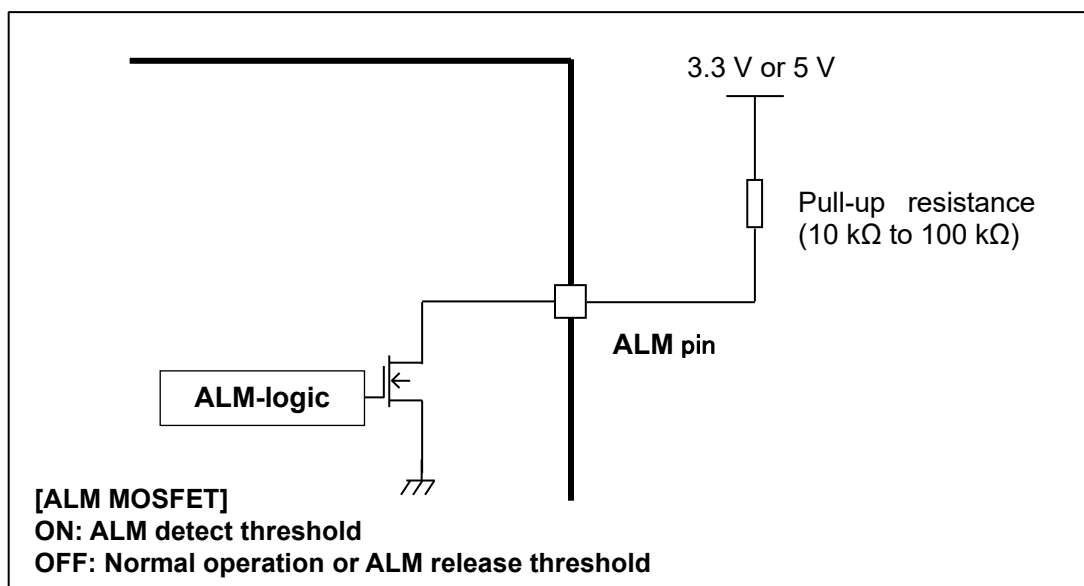 3.3 V or 5 V
Pull-up resistance
(10 kΩ to 100 kΩ)
ALM pin
ALM-logic
[ALM MOSFET]
ON: ALM detect threshold
OFF: Normal operation or ALM release threshold